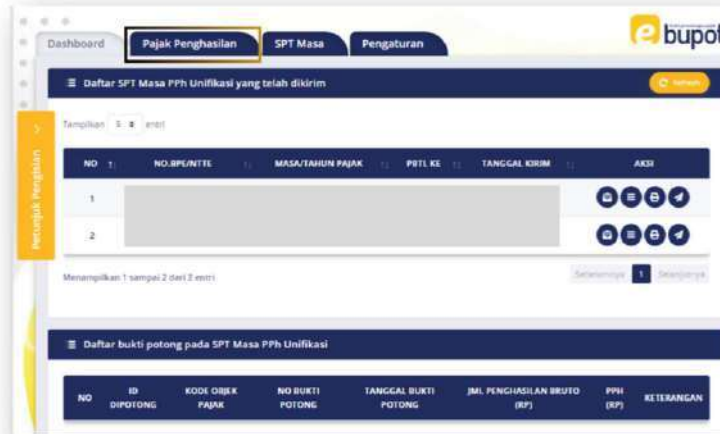 e bupot
Dashboard Pajak Penghasilan SPT Masa Pengaturan
Daftar SPT Masa PPh Unifikasi yang telah dikirim Refresh
Tampilkan 5 entri
NO NO.BPE/NTTE MASA/TAHUN PAJAK PBTL KE TANGGAL KIRIM AKSI
1
2
Petunjuk Pengisian
Menampilkan 1 sampai 2 dari 2 entri Sebelumnya 1 Selanjutnya
Daftar bukti potong pada SPT Masa PPh Unifikasi
NO ID DIPOTONG KODE OBJEK PAJAK NO BUKTI POTONG TANGGAL BUKTI POTONG JML PENGHASILAN BRUTO (RP) PPH (RP) KETERANGAN